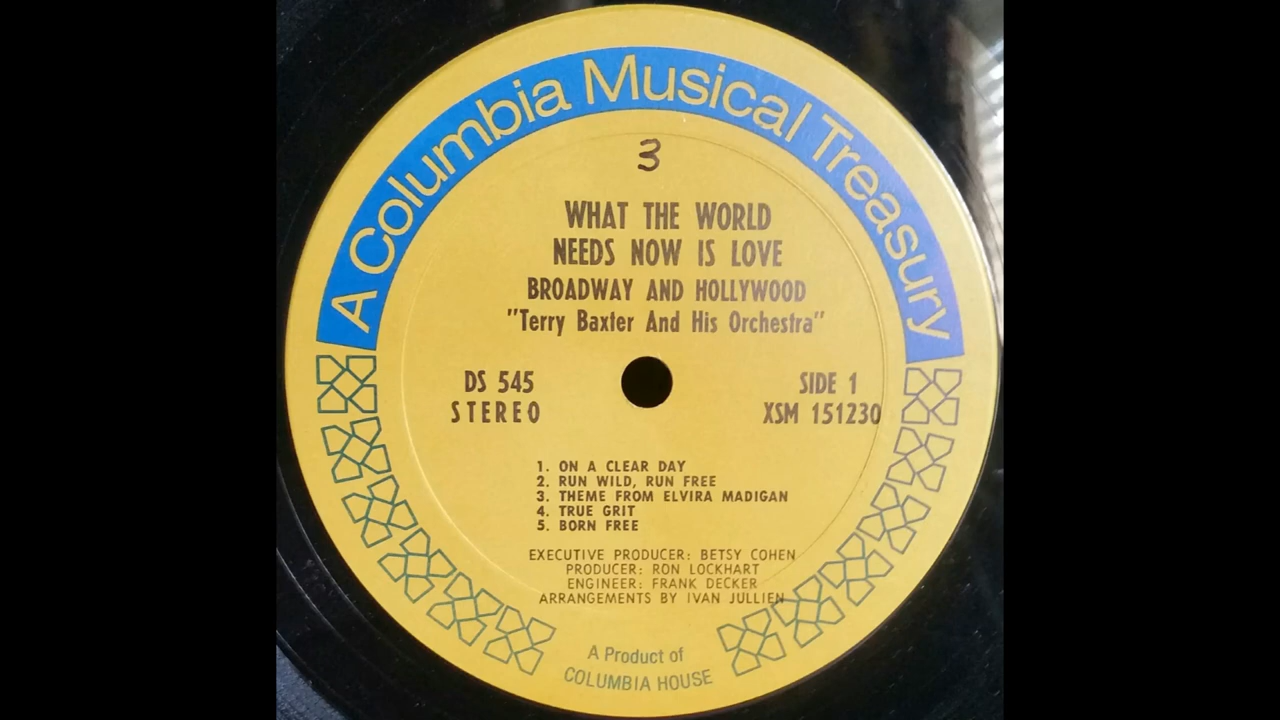 A Columbia Musical Treasury
3
WHAT THE WORLD
NEEDS NOW IS LOVE
BROADWAY AND HOLLYWOOD
"Terry Baxter And His Orchestra"
DS 545
STEREO
SIDE 1
XSM 151230
1. ON A CLEAR DAY
2. RUN WILD, RUN FREE
3. THEME FROM ELVIRA MADIGAN
4. TRUE GRIT
5. BORN FREE
EXECUTIVE PRODUCER: BETSY COHEN
PRODUCER: RON LOCKHART
ENGINEER: FRANK DECKER
ARRANGEMENTS BY IVAN JULLIEN
A Product of
COLUMBIA HOUSE